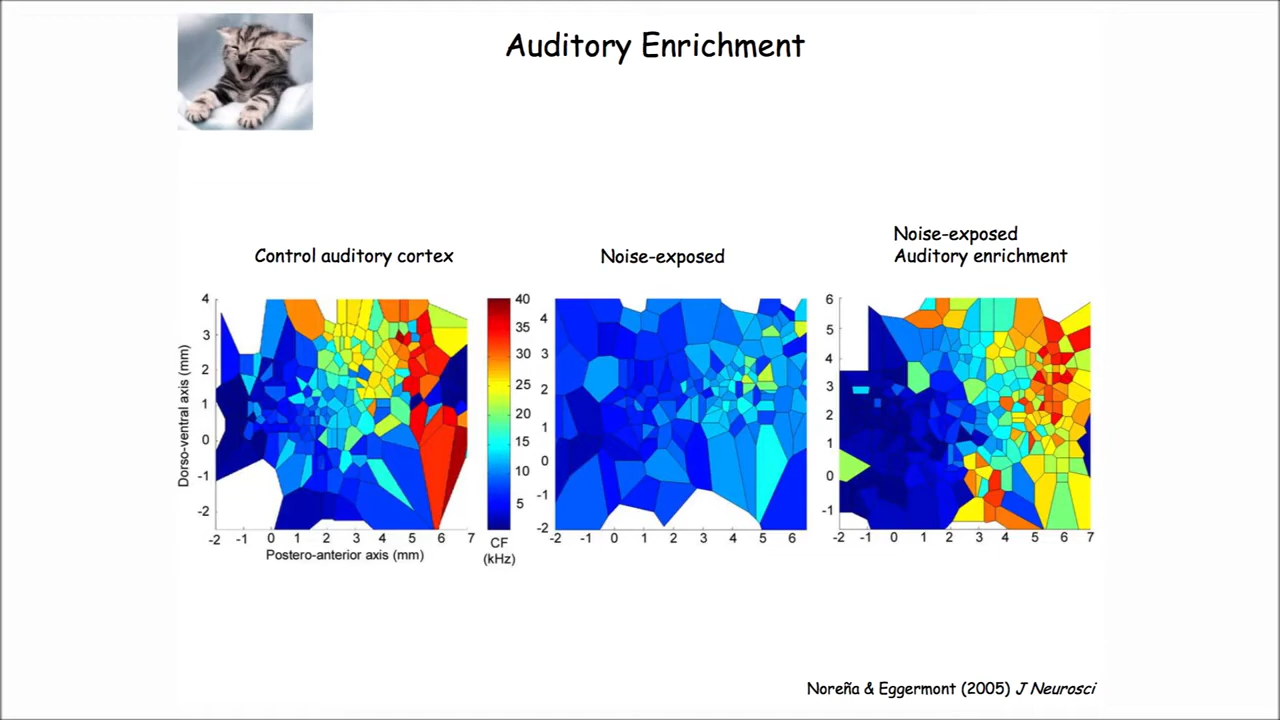 Auditory Enrichment
Control auditory cortex
Noise-exposed
Noise-exposed
Auditory enrichment
Dorso-ventral axis (mm)
4
3
2
1
0
-1
-2
-2 -1 0 1 2 3 4 5 6 7
Postero-anterior axis (mm)
40
35
30
25
20
15
10
5
CF
(kHz)
4
3
2
1
0
-1
-2
-2 -1 0 1 2 3 4 5 6
6
5
4
3
2
1
0
-1
-2 -1 0 1 2 3 4 5 6 7
Noreña & Eggermont (2005) J Neurosci